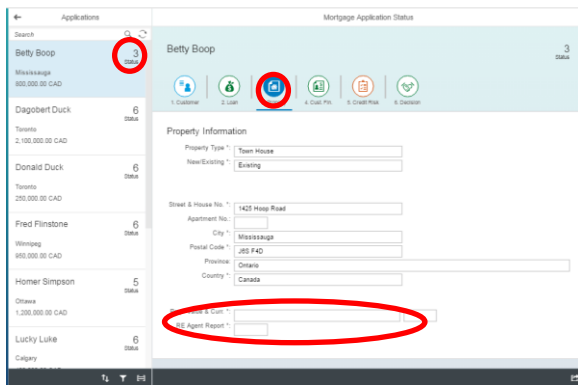 Applications
Search
Betty Boop
3
Status
Mississauga
800,000.00 CAD
Dagobert Duck
6
Status
Toronto
2,100,000.00 CAD
Donald Duck
6
Status
Toronto
250,000.00 CAD
Fred Flinstone
6
Status
Winnipeg
950,000.00 CAD
Homer Simpson
5
Status
Ottawa
1,200,000.00 CAD
Lucky Luke
6
Status
Calgary
Mortgage Application Status
Betty Boop
3
Status
1. Customer
2. Loan
4. Cust. Fin.
5. Credit Risk
6. Decision
Property Information
Property Type *: Town House
New/Existing *: Existing
Street & House No. *: 1425 Hoop Road
Apartment No.:
City *: Mississauga
Postal Code *: J6S F4D
Province: Ontario
Country *: Canada
& Curr. *:
RE Agent Report *: